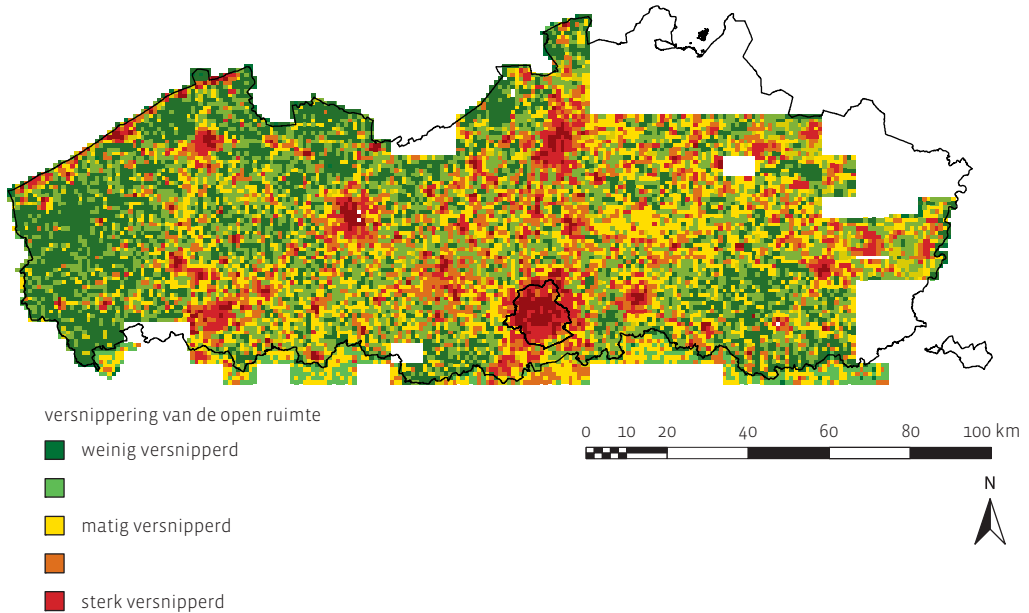 versnippering van de open ruimte
weinig versnipperd
matig versnipperd
sterk versnipperd
0 10 20 40 60 80 100 km
N